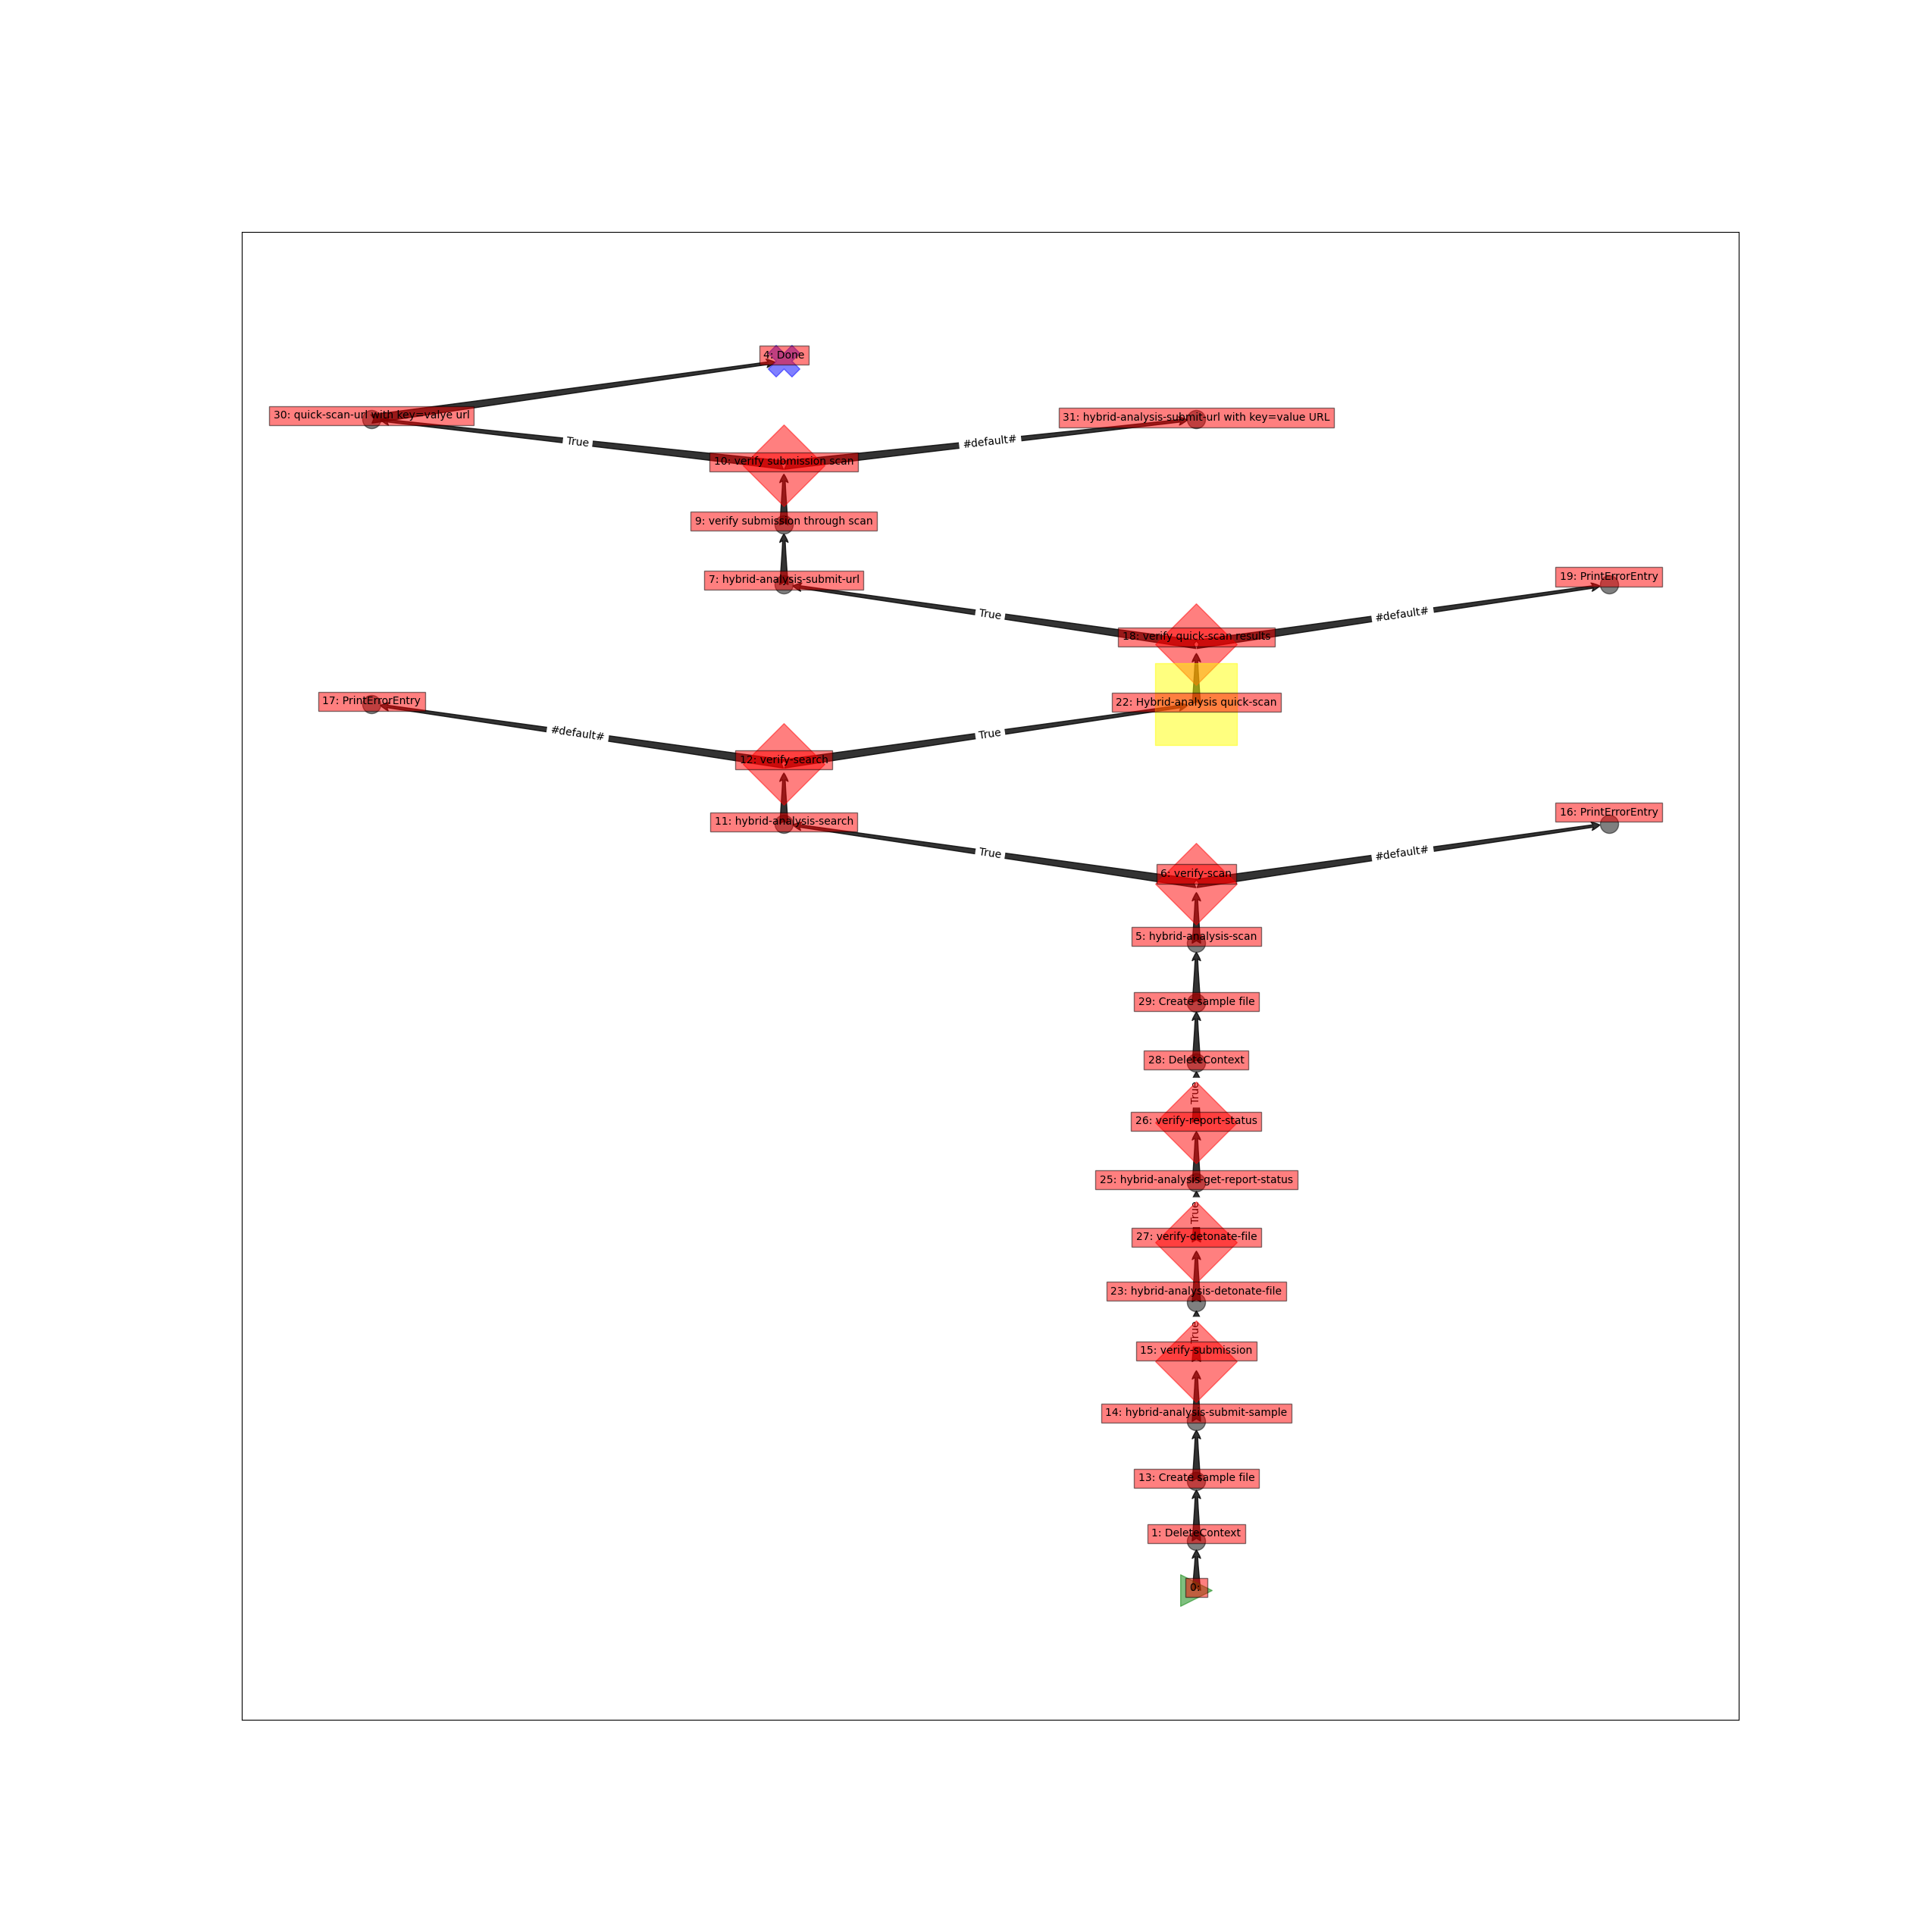 4: Done
30: quick-scan-url with key=valye url
31: hybrid-analysis-submit-url with key=value URL
True
#default#
10: verify submission scan
9: verify submission through scan
7: hybrid-analysis-submit-url
19: PrintErrorEntry
True
#default#
18: verify quick-scan results
17: PrintErrorEntry
22: Hybrid-analysis quick-scan
#default#
True
12: verify-search
11: hybrid-analysis-search
16: PrintErrorEntry
True
#default#
6: verify-scan
5: hybrid-analysis-scan
29: Create sample file
28: DeleteContext
True
26: verify-report-status
25: hybrid-analysis-get-report-status
True
27: verify-detonate-file
23: hybrid-analysis-detonate-file
True
15: verify-submission
14: hybrid-analysis-submit-sample
13: Create sample file
1: DeleteContext
0: